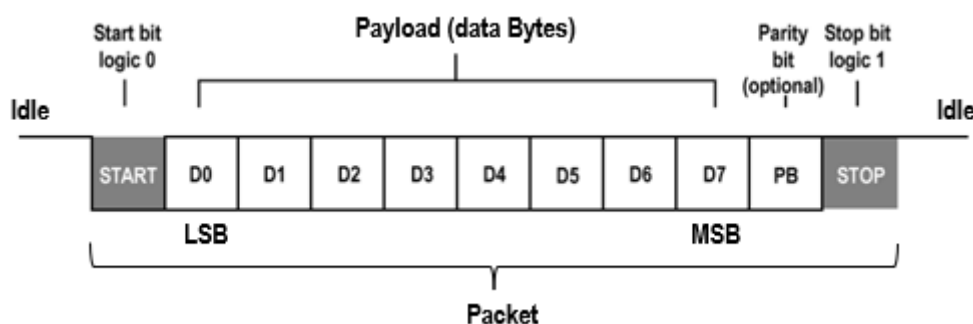 Start bit
logic 0
Payload (data Bytes)
Parity
bit
(optional)
Stop bit
logic 1
Idle
Idle
START D0 D1 D2 D3 D4 D5 D6 D7 PB STOP
LSB
MSB
Packet